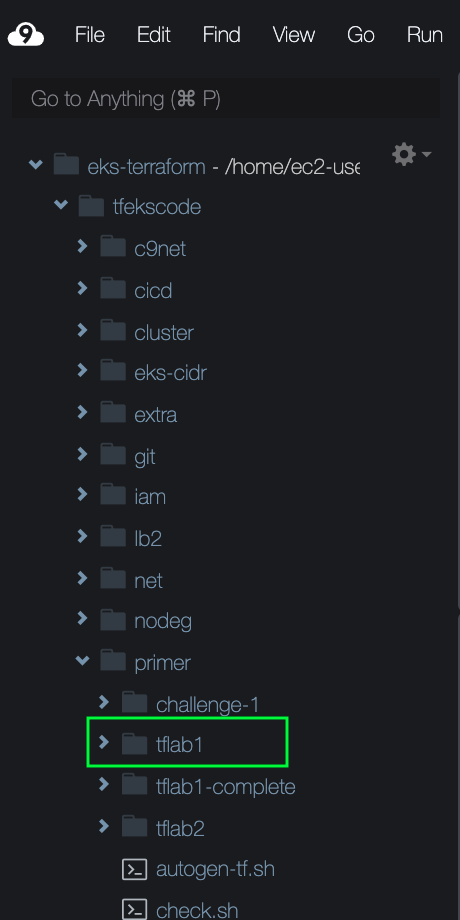 9 File Edit Find View Go Run
Go to Anything (⌘ P)
eks-terraform - /home/ec2-use
tfekscode
c9net
cicd
cluster
eks-cidr
extra
git
iam
lb2
net
nodeg
primer
challenge-1
tflab1
tflab1-complete
tflab2
autogen-tf.sh
check.sh